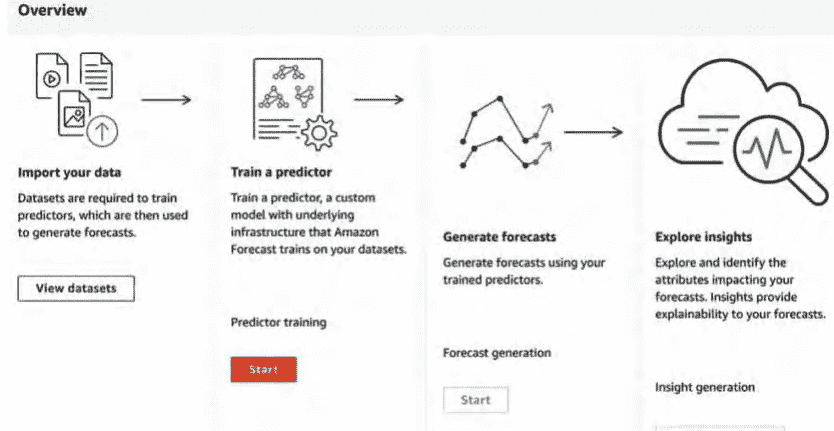 Overview
Import your data
Datasets are required to train
predictors, which are then used
to generate forecasts.
View datasets
Train a predictor
Train a predictor, a custom
model with underlying
infrastructure that Amazon
Forecast trains on your datasets.
Predictor training
Start
Generate forecasts
Generate forecasts using your
trained predictors.
Forecast generation
Start
Explore insights
Explore and identify the
attributes impacting your
forecasts. Insights provide
explainability to your forecasts.
Insight generation